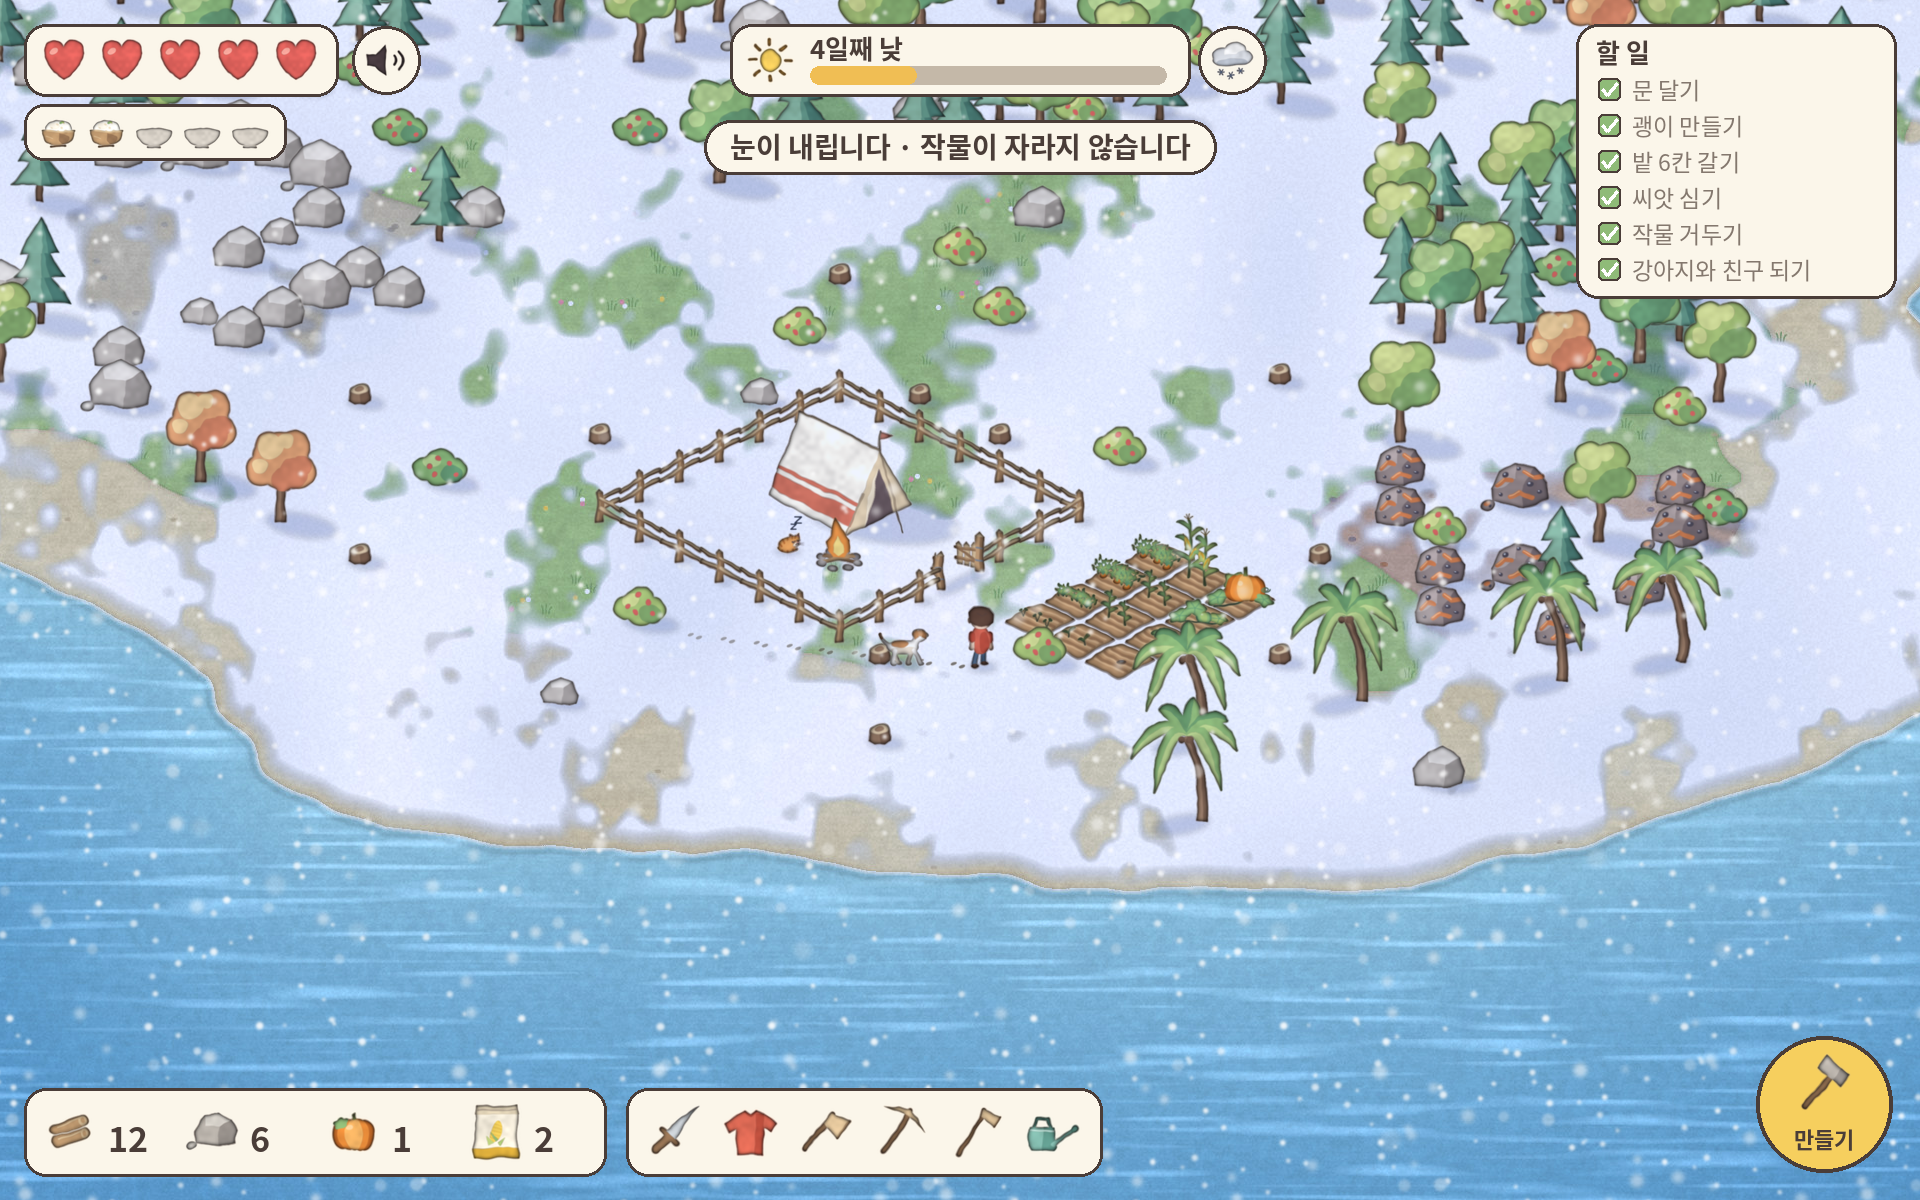 4일째 낮
눈이 내립니다 · 작물이 자라지 않습니다
할 일
문 달기
괭이 만들기
밭 6칸 갈기
씨앗 심기
작물 거두기
강아지와 친구 되기
z
12
6
1
2
만들기